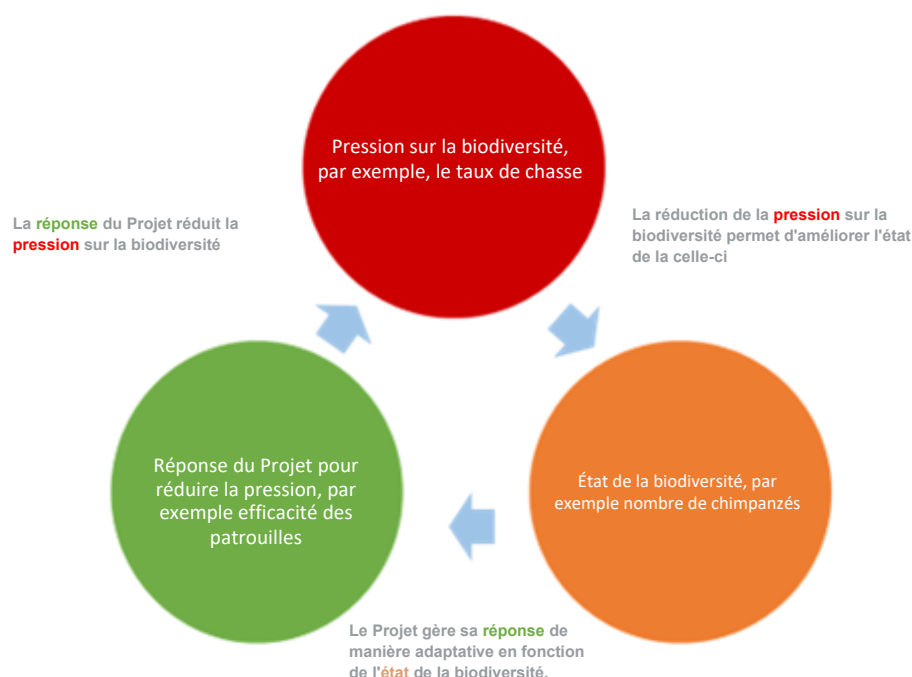 Pression sur la biodiversité,
par exemple, le taux de chasse
La réponse du Projet réduit la
pression sur la biodiversité
La réduction de la pression sur la
biodiversité permet d'améliorer l'état
de la celle-ci
Réponse du Projet pour
réduire la pression, par
exemple efficacité des
patrouilles
État de la biodiversité, par
exemple nombre de chimpanzés
Le Projet gère sa réponse de
manière adaptative en fonction
de l'état de la biodiversité.